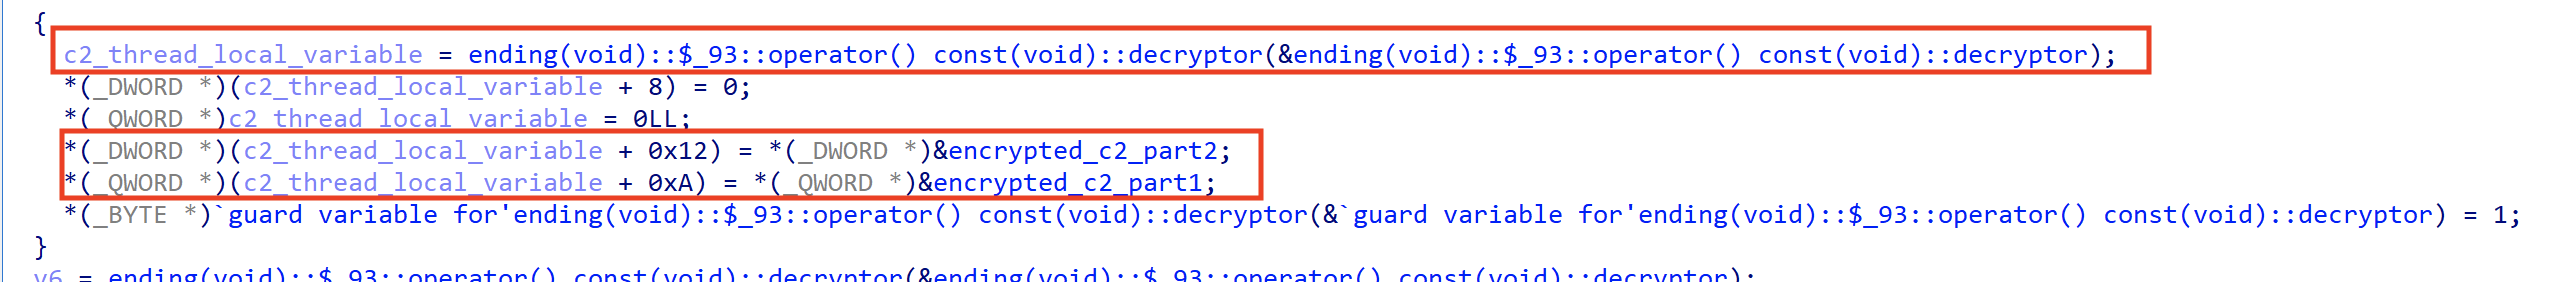 {
c2_thread_local_variable = ending(void)::$_93::operator() const(void)::decryptor(&ending(void)::$_93::operator() const(void)::decryptor);
*(_DWORD *)(c2_thread_local_variable + 8) = 0;
*(_QWORD *)c2_thread_local_variable = 0LL;
*(_DWORD *)(c2_thread_local_variable + 0x12) = *(_DWORD *)&encrypted_c2_part2;
*(_QWORD *)(c2_thread_local_variable + 0xA) = *(_QWORD *)&encrypted_c2_part1;
*(_BYTE *)`guard variable for'ending(void)::$_93::operator() const(void)::decryptor(&`guard variable for'ending(void)::$_93::operator() const(void)::decryptor) = 1;
}
v6 = ending(void)::$_93::operator() const(void)::decryptor(&ending(void)::$_93::operator() const(void)::decryptor);